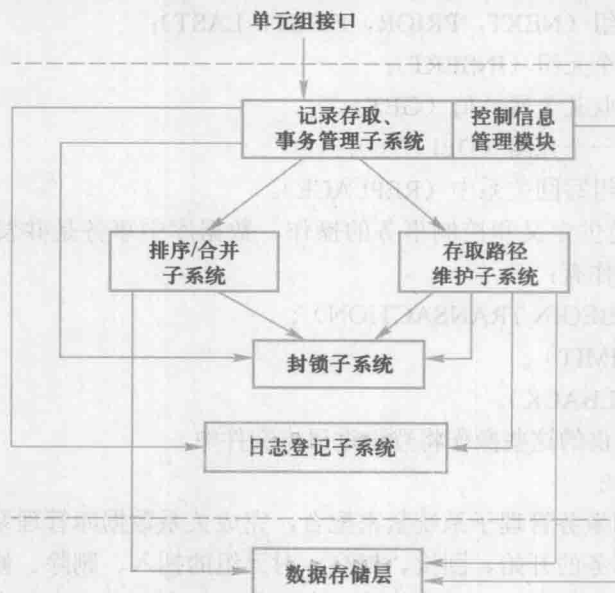 单元组接口
记录存取、
事务管理子系统
控制信息
管理模块
排序/合并
子系统
存取路径
维护子系统
封锁子系统
日志登记子系统
数据存储层